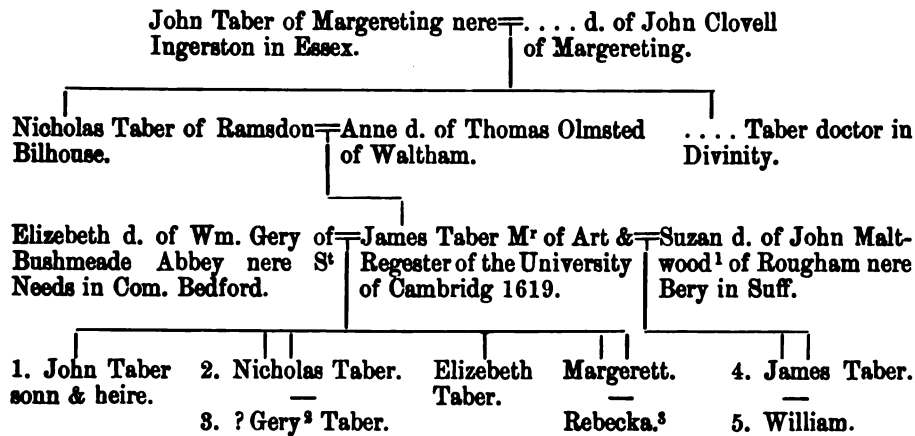 John Taber of Margereting nere = . . . . d. of John Clovell
Ingerston in Essex. of Margereting.
Nicholas Taber of Ramsdon = Anne d. of Thomas Olmsted . . . . Taber doctor in
Bilhouse. of Waltham. Divinity.
Elizebeth d. of Wm. Gery of = James Taber Mʳ of Art & = Suzan d. of John Malt-
Bushmeade Abbey nere Sᵗ Regester of the University wood¹ of Rougham nere
Needs in Com. Bedford. of Cambridg 1619. Bery in Suff.
1. John Taber 2. Nicholas Taber. Elizebeth Margerett. 4. James Taber.
sonn & heire. — Taber. — —
3. ? Gery² Taber. Rebecka.³ 5. William.